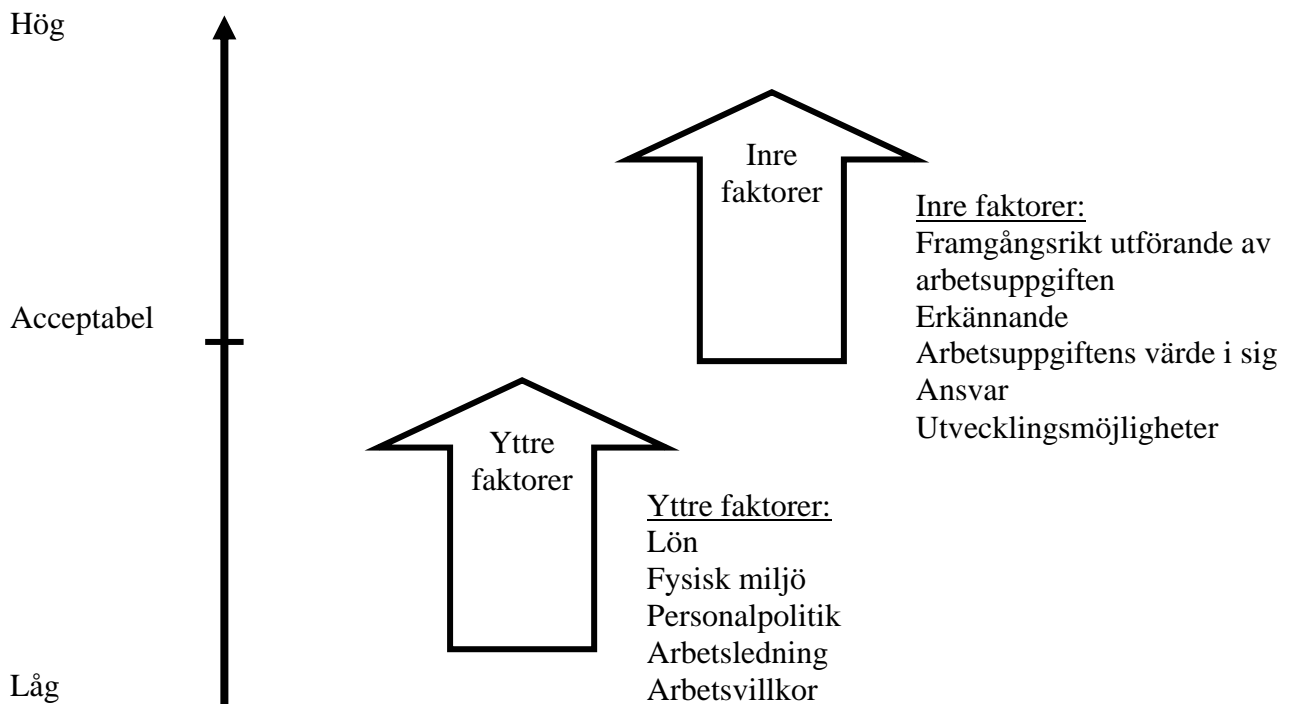 Hög
Inre
faktorer
Inre faktorer:
Framgångsrikt utförande av
arbetsuppgiften
Erkännande
Arbetsuppgiftens värde i sig
Ansvar
Utvecklingsmöjligheter
Acceptabel
Yttre
faktorer
Yttre faktorer:
Lön
Fysisk miljö
Personalpolitik
Arbetsledning
Arbetsvillkor
Låg